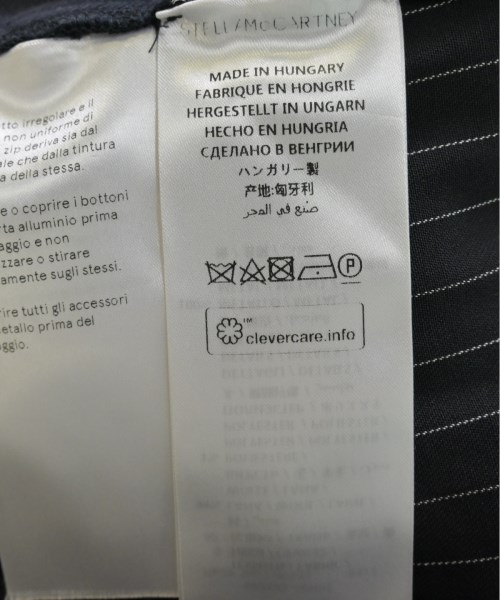 STELLA McCARTNEY
MADE IN HUNGARY
FABRIQUE EN HONGRIE
HERGESTELLT IN UNGARN
HECHO EN HUNGRIA
СДЕЛАНО В ВЕНГРИИ
ハンガリー製
产地:匈牙利
صنع في المجر
P
™
clevercare.info
tto irregolare e il
non uniforme di
zip deriva sia dal
ale che dalla tintura
a della stessa.
e o coprire i bottoni
rta alluminio prima
aggio e non
zzare o stirare
amente sugli stessi.
rire tutti gli accessori
etallo prima del
ggio.